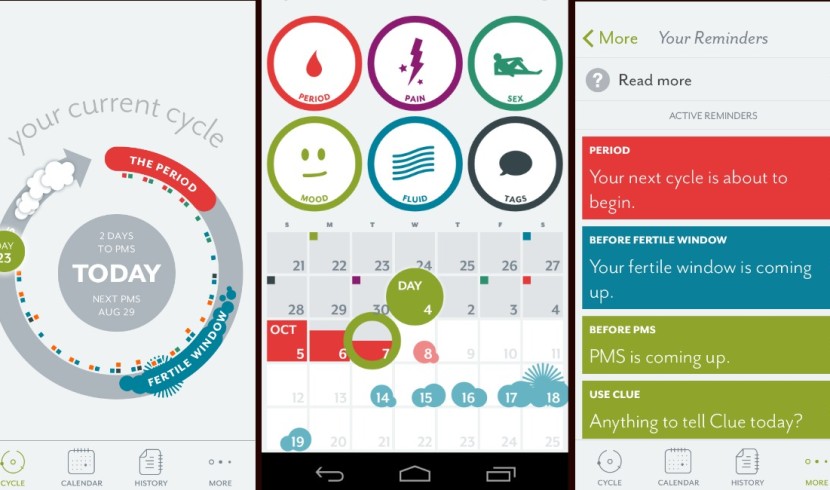 your current cycle
THE PERIOD
2 DAYS
TO PMS
TODAY
NEXT PMS
AUG 29
DAY
23
FERTILE WINDOW
CYCLE
CALENDAR
HISTORY
MORE
PERIOD
PAIN
SEX
MOOD
FLUID
TAGS
S M T W T F S
21 22 23 24 25 26 27
28 29 30 DAY 4 2 3 4
OCT
5 6 7 8 9 10 11
12 13 14 15 16 17 18
19 20 21 22 23 24 25
More Your Reminders
? Read more
ACTIVE REMINDERS
PERIOD
Your next cycle is about to
begin.
BEFORE FERTILE WINDOW
Your fertile window is coming
up.
BEFORE PMS
PMS is coming up.
USE CLUE
Anything to tell Clue today?
CYCLE
CALENDAR
HISTORY
MORE